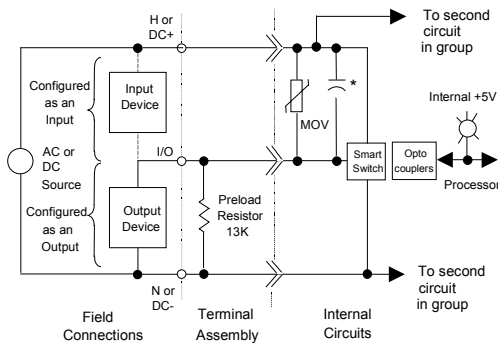 H or
DC+
To second
circuit
in group
Configured
as an
Input
Input
Device
*
Internal +5V
MOV
I/O
AC or
DC
Source
Smart
Switch
Opto
couplers
Processor
Configured
as an
Output
Output
Device
Preload
Resistor
13K
N or
DC-
To second
circuit
in group
Field
Connections
Terminal
Assembly
Internal
Circuits